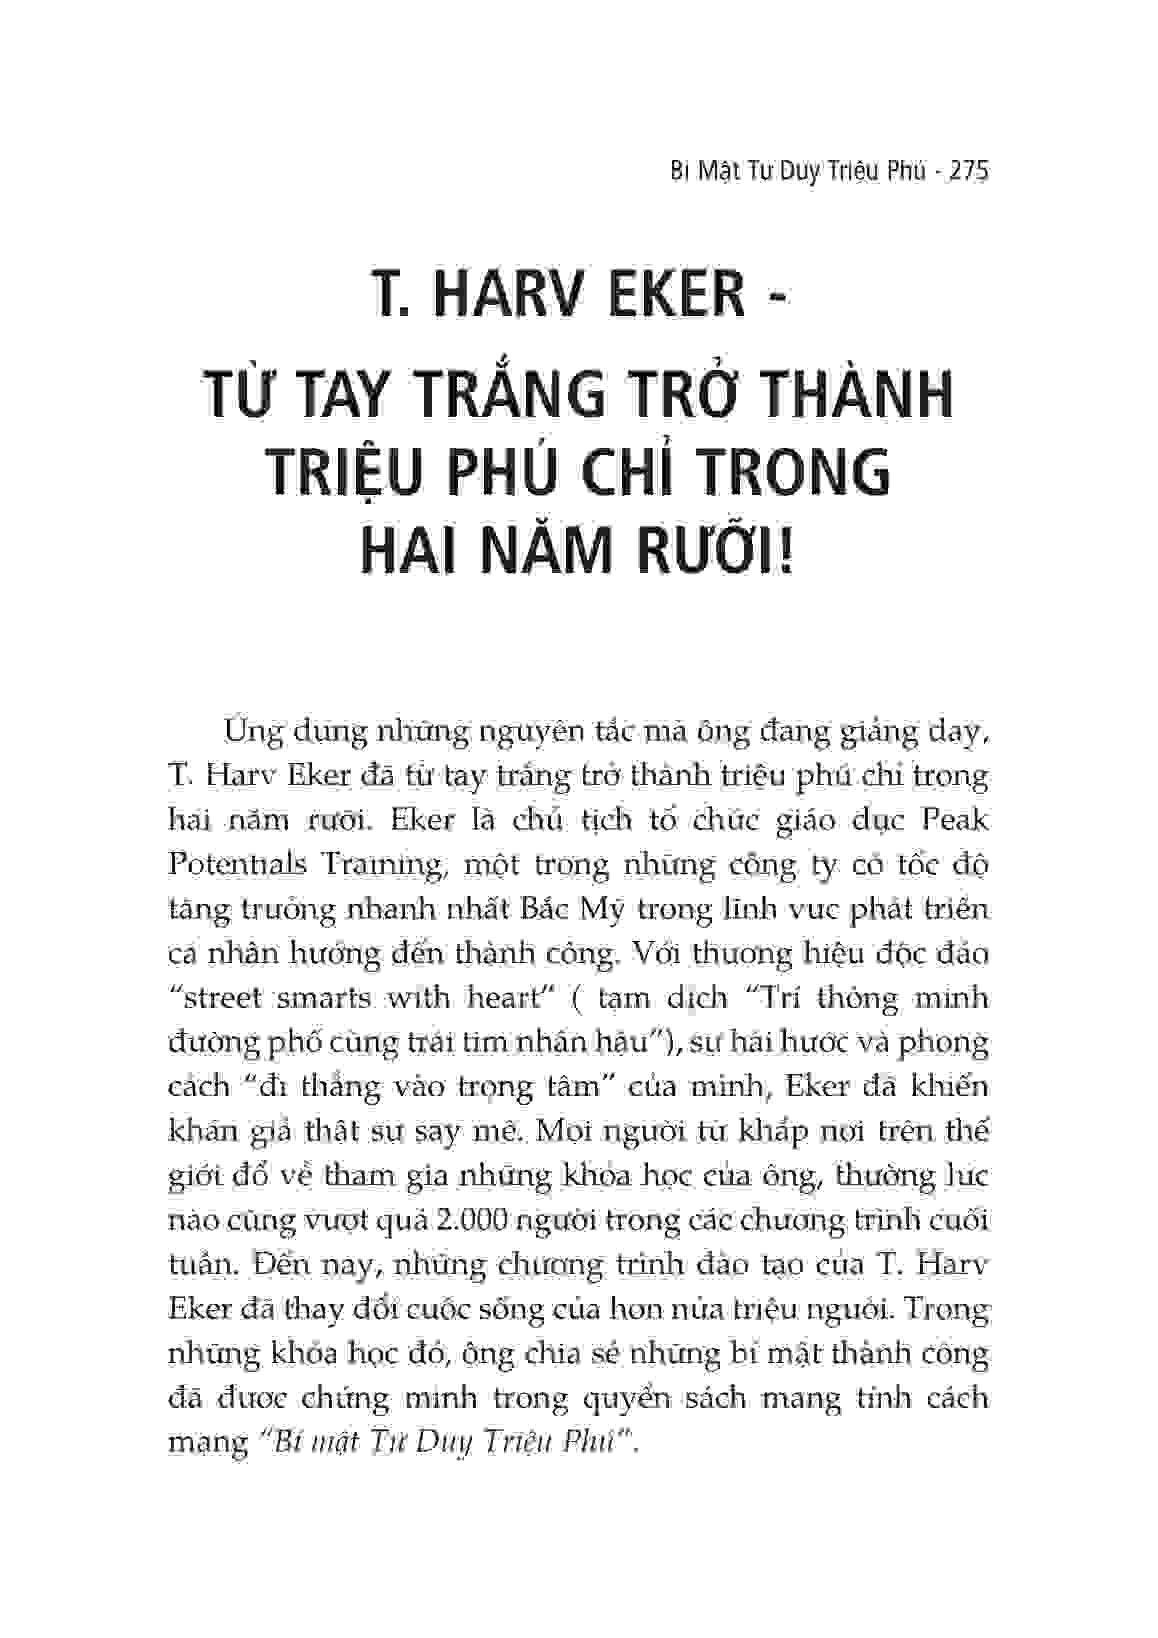 Bí Mật Tư Duy Triệu Phú - 275
T. HARV EKER -
TỪ TAY TRẮNG TRỞ THÀNH
TRIỆU PHÚ CHỈ TRONG
HAI NĂM RƯỠI!
Ứng dụng những nguyên tắc mà ông đang giảng dạy,
T. Harv Eker đã từ tay trắng trở thành triệu phú chỉ trong
hai năm rưỡi. Eker là chủ tịch tổ chức giáo dục Peak
Potentials Training, một trong những công ty có tốc độ
tăng trưởng nhanh nhất Bắc Mỹ trong lĩnh vực phát triển
cá nhân hướng đến thành công. Với thương hiệu độc đáo
“street smarts with heart” ( tạm dịch “Trí thông minh
đường phố cùng trái tim nhân hậu”), sự hài hước và phong
cách “đi thẳng vào trọng tâm” của mình, Eker đã khiến
khán giả thật sự say mê. Mọi người từ khắp nơi trên thế
giới đổ về tham gia những khóa học của ông, thường lúc
nào cũng vượt quá 2.000 người trong các chương trình cuối
tuần. Đến nay, những chương trình đào tạo của T. Harv
Eker đã thay đổi cuộc sống của hơn nửa triệu người. Trong
những khóa học đó, ông chia sẻ những bí mật thành công
đã được chứng minh trong quyển sách mang tính cách
mạng “Bí mật Tư Duy Triệu Phú”.